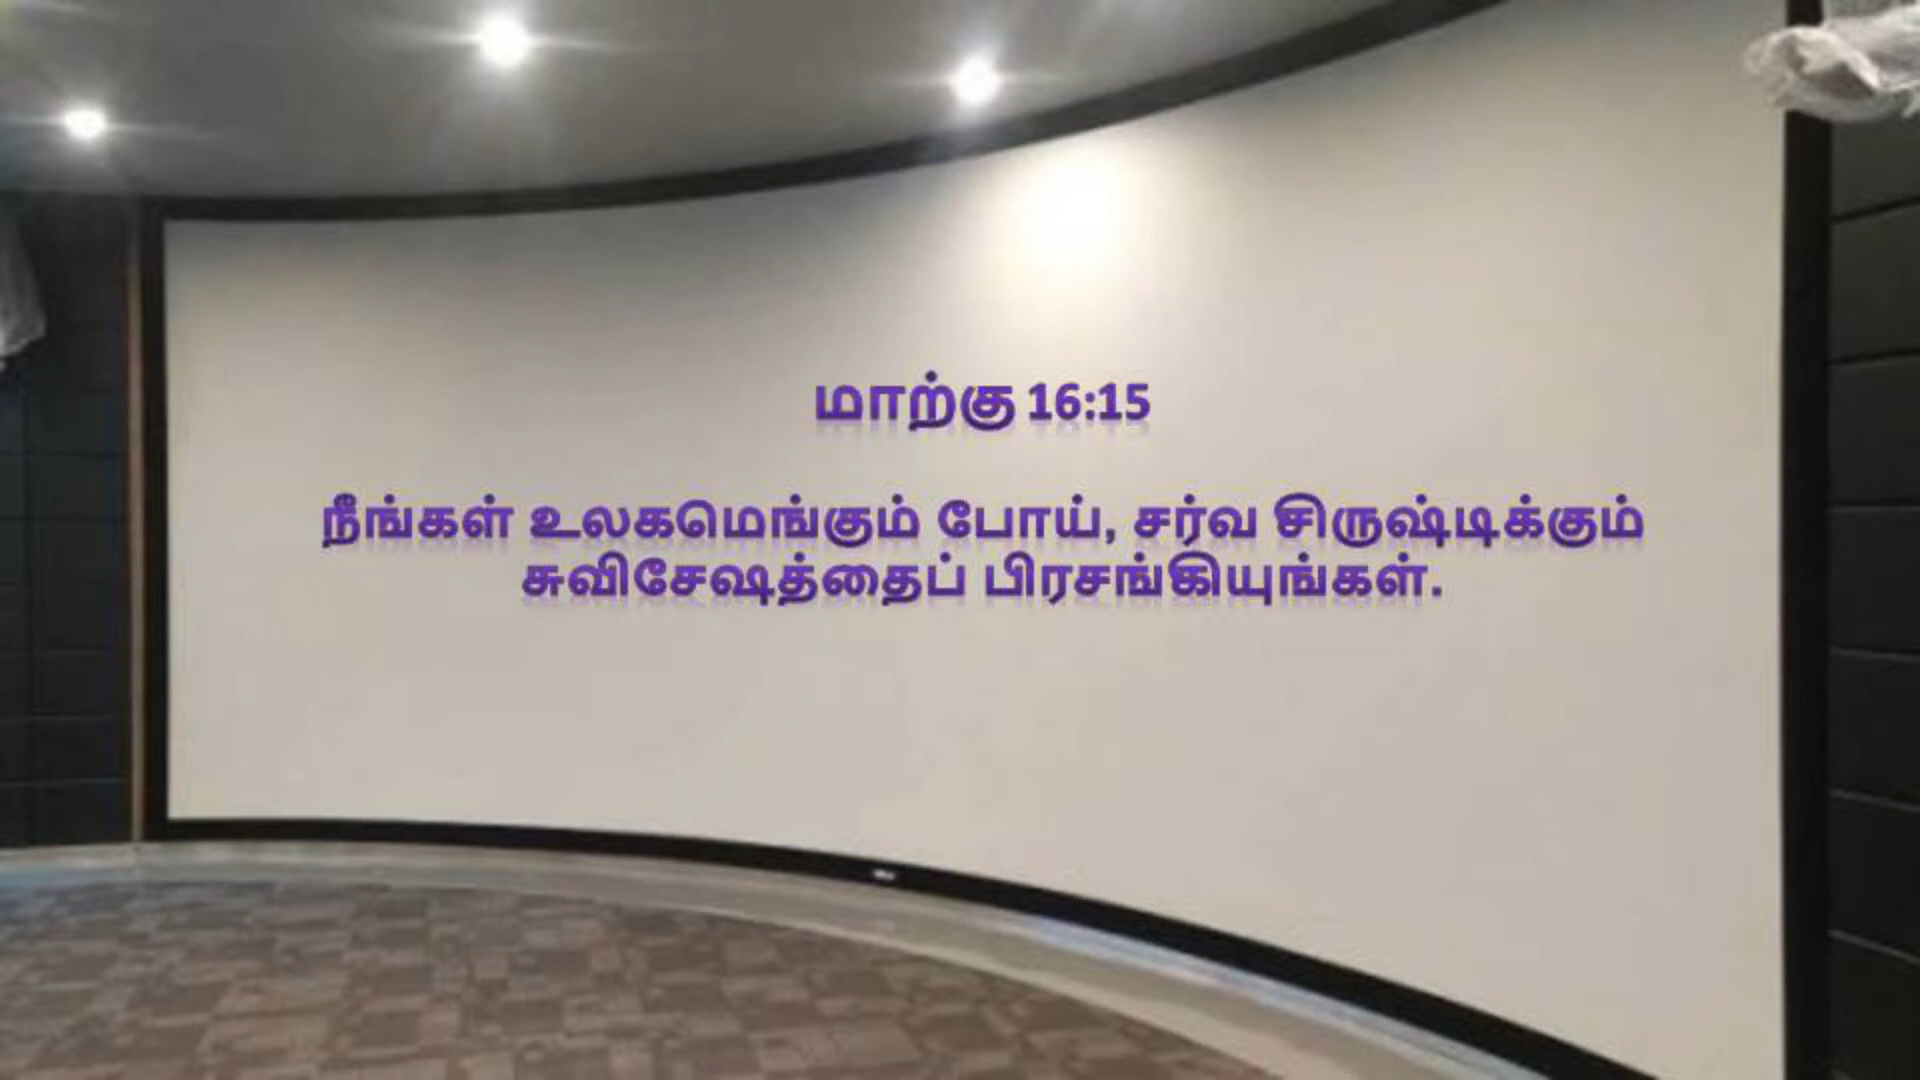 மாற்கு 16:15
நீங்கள் உலகமெங்கும் போய், சர்வ சிருஷ்டிக்கும்
சுவிசேஷத்தைப் பிரசங்கியுங்கள்.